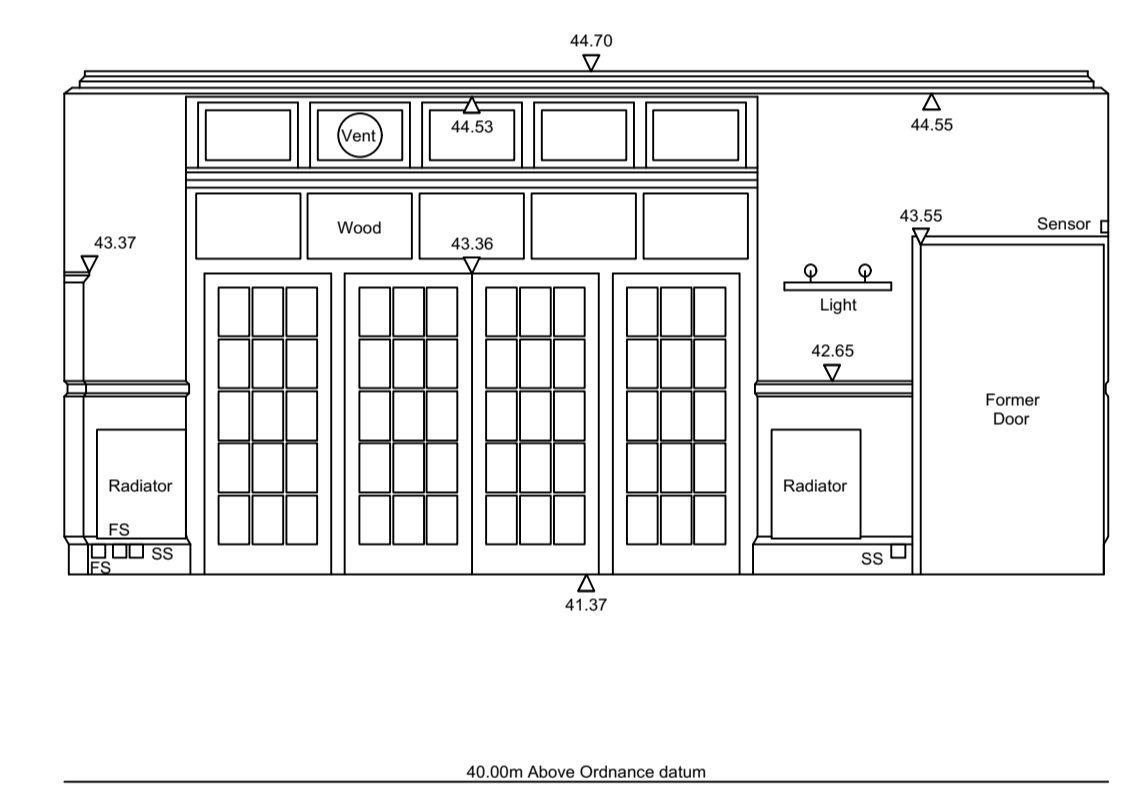 44.70
Vent
44.53
44.55
43.37
Wood
43.36
43.55
Sensor
Light
42.65
Former
Door
Radiator
Radiator
FS
SS
FS
SS
41.37
40.00m Above Ordnance datum